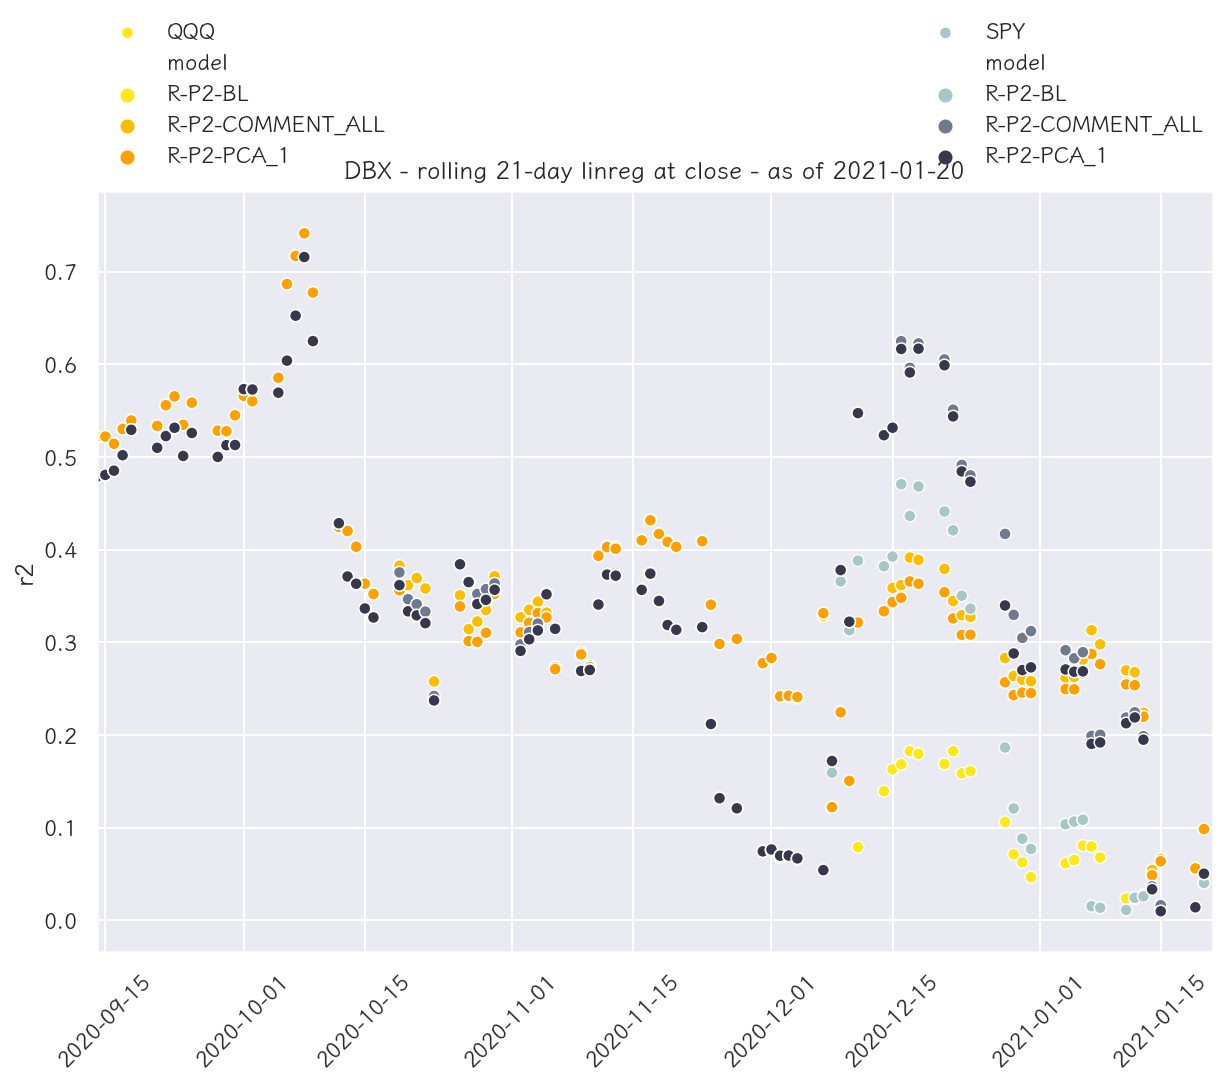 QQQ
model
R-P2-BL
R-P2-COMMENT_ALL
R-P2-PCA_1
SPY
model
R-P2-BL
R-P2-COMMENT_ALL
R-P2-PCA_1
DBX - rolling 21-day linreg at close - as of 2021-01-20
r2
0.7
0.6
0.5
0.4
0.3
0.2
0.1
0.0
2020-09-15
2020-10-01
2020-10-15
2020-11-01
2020-11-15
2020-12-01
2020-12-15
2021-01-01
2021-01-15